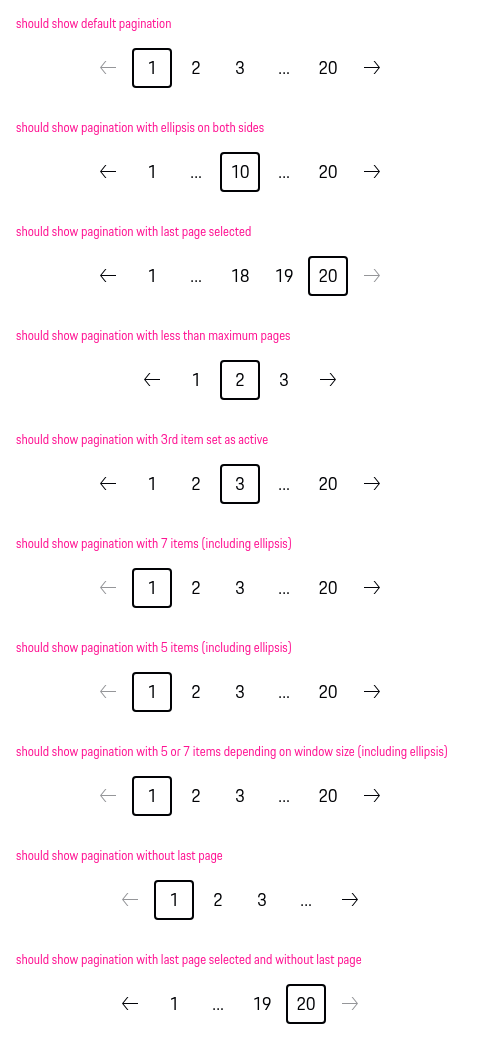 should show default pagination
← 1 2 3 ... 20 →
should show pagination with ellipsis on both sides
← 1 ... 10 ... 20 →
should show pagination with last page selected
← 1 ... 18 19 20 →
should show pagination with less than maximum pages
← 1 2 3 →
should show pagination with 3rd item set as active
← 1 2 3 ... 20 →
should show pagination with 7 items (including ellipsis)
← 1 2 3 ... 20 →
should show pagination with 5 items (including ellipsis)
← 1 2 3 ... 20 →
should show pagination with 5 or 7 items depending on window size (including ellipsis)
← 1 2 3 ... 20 →
should show pagination without last page
← 1 2 3 ... →
should show pagination with last page selected and without last page
← 1 ... 19 20 →